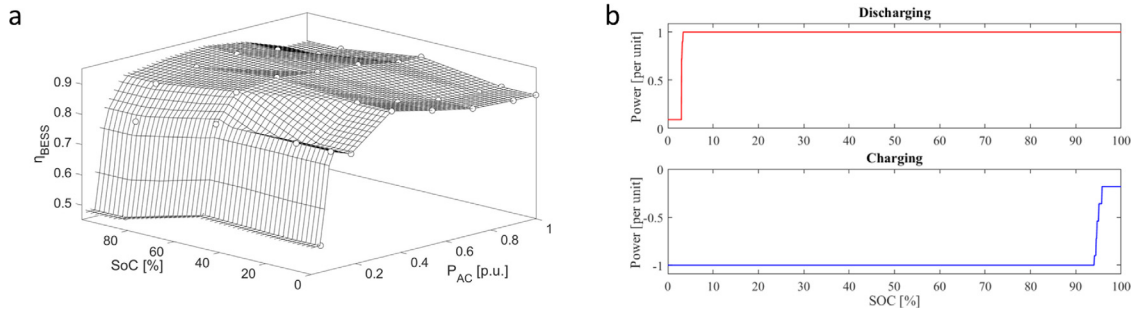 a
0.9
0.8
0.7
0.6
0.5
η_BESS
80
60
40
20
0
SoC [%]
0.2
0.4
0.6
0.8
1
P_AC [p.u.]
b
Discharging
Power [per unit]
1
0.5
0
0 10 20 30 40 50 60 70 80 90 100
Charging
Power [per unit]
0
-0.5
-1
0 10 20 30 40 50 60 70 80 90 100
SOC [%]